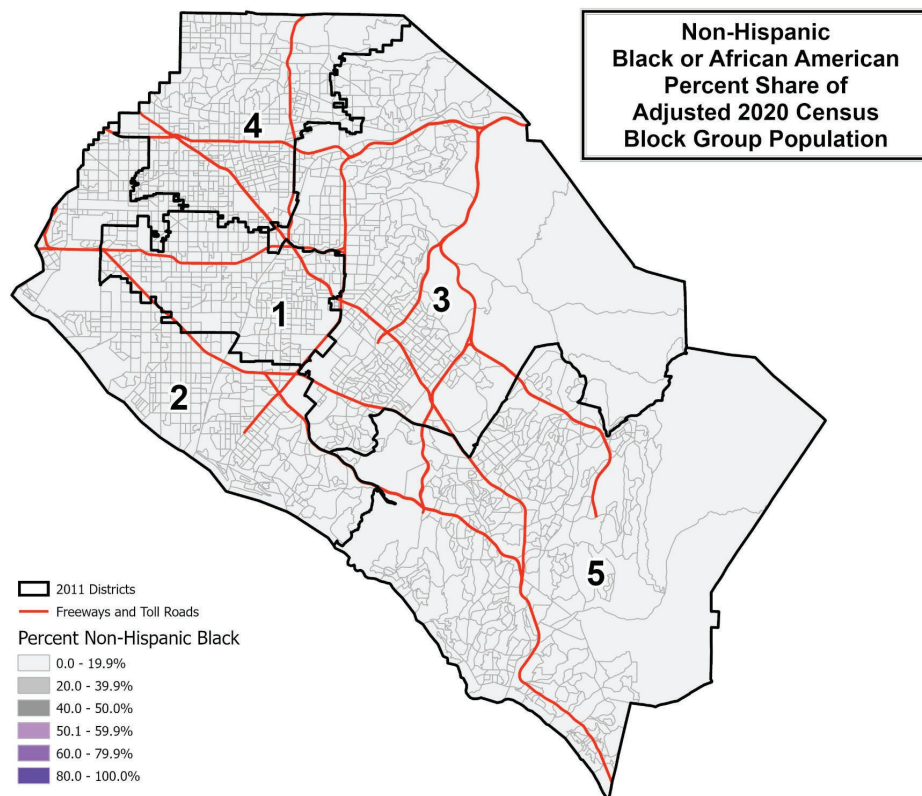 Non-Hispanic
Black or African American
Percent Share of
Adjusted 2020 Census
Block Group Population
4
3
1
2
5
2011 Districts
Freeways and Toll Roads
Percent Non-Hispanic Black
0.0 - 19.9%
20.0 - 39.9%
40.0 - 50.0%
50.1 - 59.9%
60.0 - 79.9%
80.0 - 100.0%